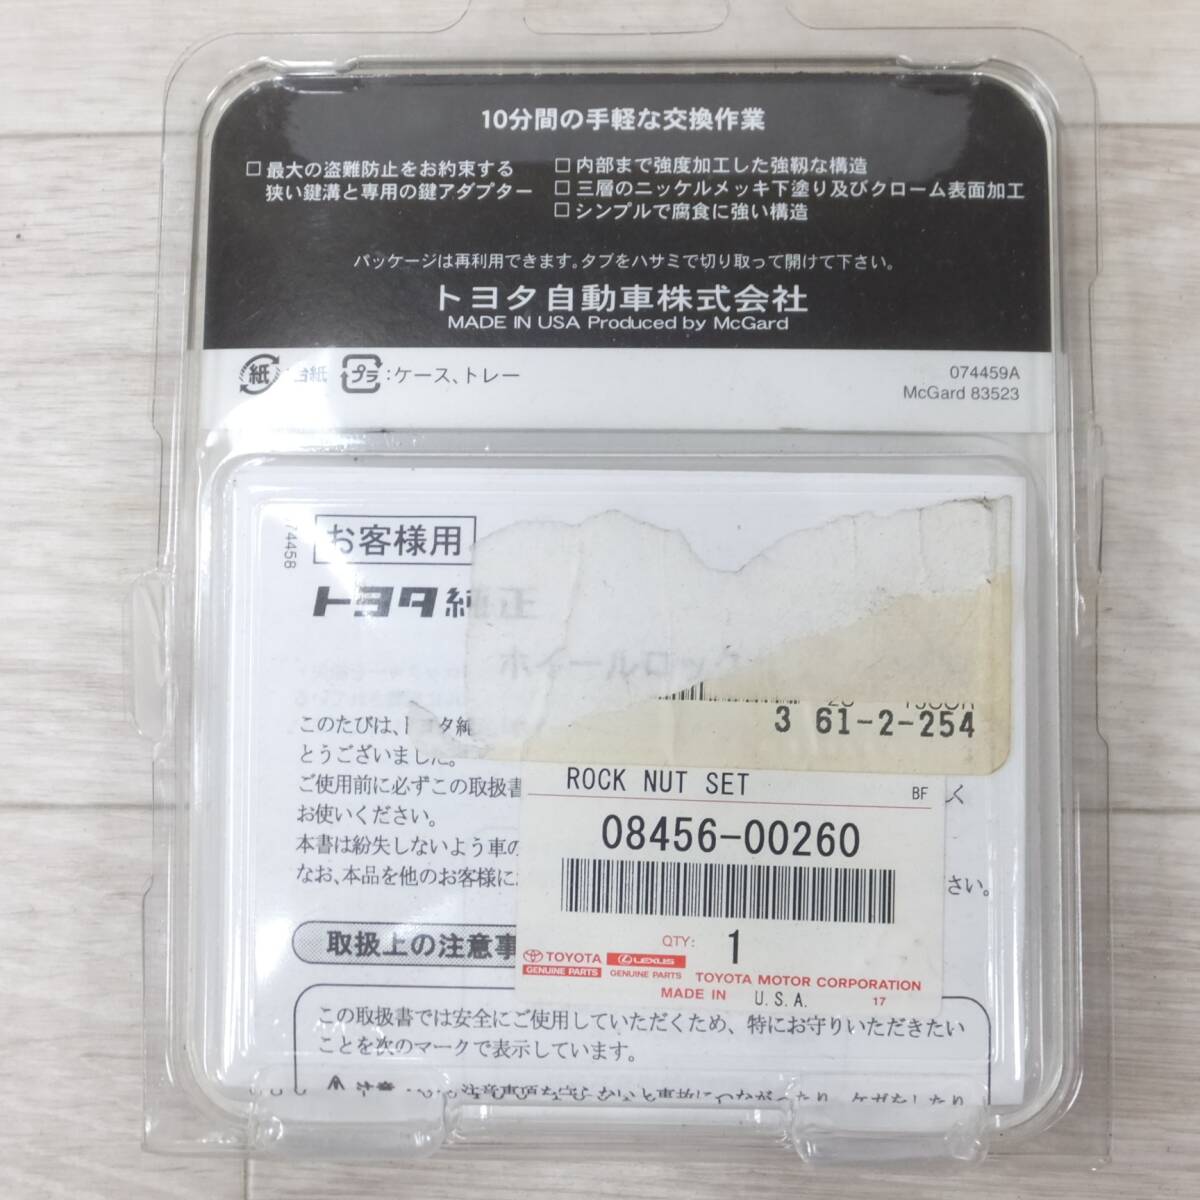 10分間の手軽な交換作業
□ 最大の盗難防止をお約束する
狭い鍵溝と専用の鍵アダプター
□ 内部まで強度加工した強靱な構造
□ 三層のニッケルメッキ下塗り及びクローム表面加工
□ シンプルで腐食に強い構造
パッケージは再利用できます。タブをハサミで切り取って開けて下さい。
トヨタ自動車株式会社
MADE IN USA Produced by McGard
紙 :台紙 プラ :ケース、トレー
074459A
McGard 83523
74458
お客様用
トヨタ純正
ホイールロック
3 61-2-254
このたびは、トヨタ純
とうございました。
ご使用前に必ずこの取扱書
お使いください。
本書は紛失しないよう車の
なお、本品を他のお客様に
さい。
ROCK NUT SET
BF
08456-00260
QTY: 1
TOYOTA
GENUINE PARTS
LEXUS
GENUINE PARTS
TOYOTA MOTOR CORPORATION
MADE IN U.S.A.
17
取扱上の注意事
この取扱書では安全にご使用していただくため、特にお守りいただきたい
ことを次のマークで表示しています。
注意